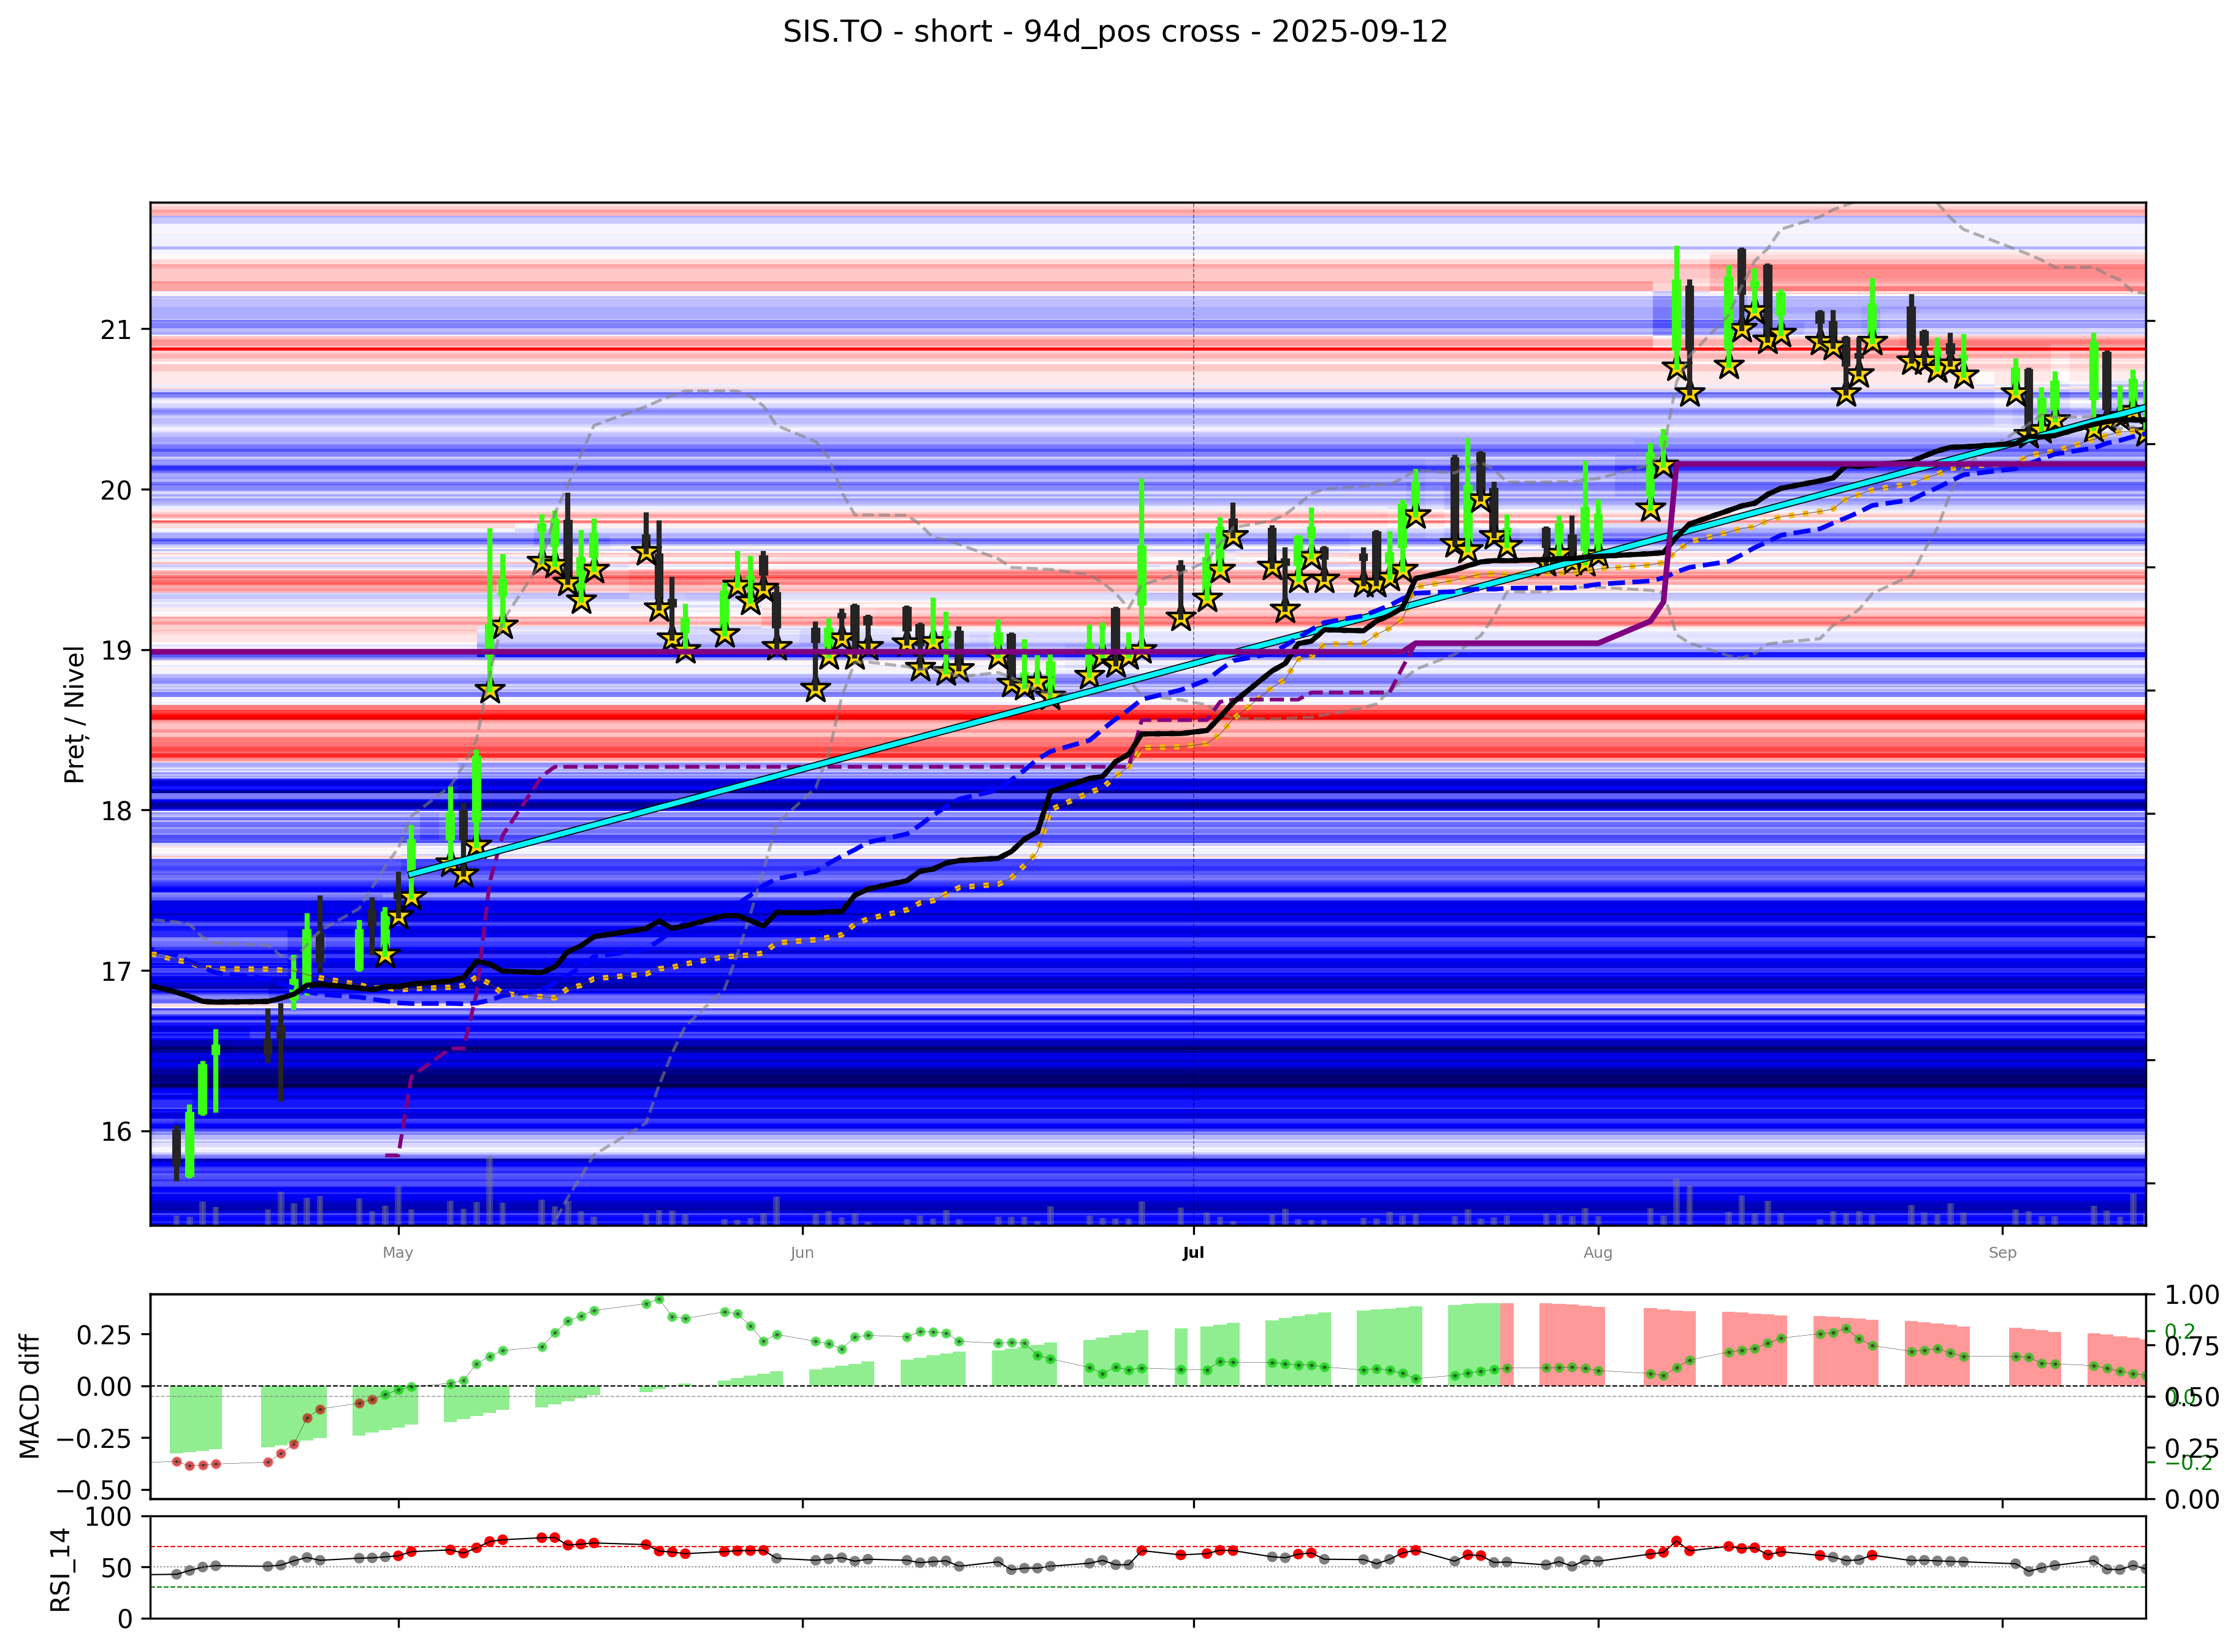 SIS.TO - short - 94d_pos cross - 2025-09-12
Preț / Nivel
21
20
19
18
17
16
May
Jun
Jul
Aug
Sep
MACD diff
0.25
0.00
−0.25
−0.50
1.00
0.75
0.50
0.25
0.00
0.2
0.0
−0.2
RSI_14
100
50
0